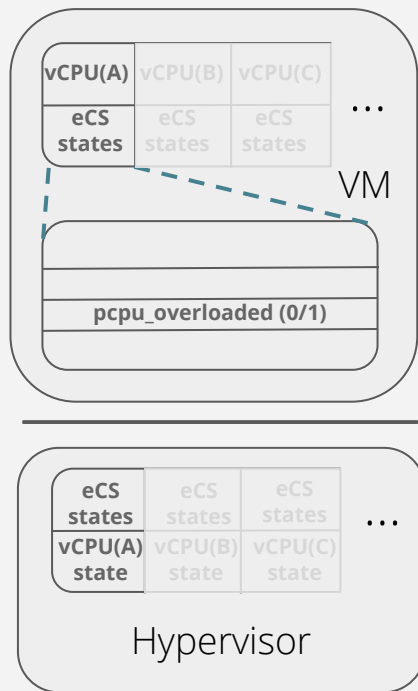 vCPU(A) vCPU(B) vCPU(C)
...
eCS eCS eCS
states states states
VM
pcpu_overloaded (0/1)
eCS eCS eCS
states states states
...
vCPU(A) vCPU(B) vCPU(C)
state state state
Hypervisor